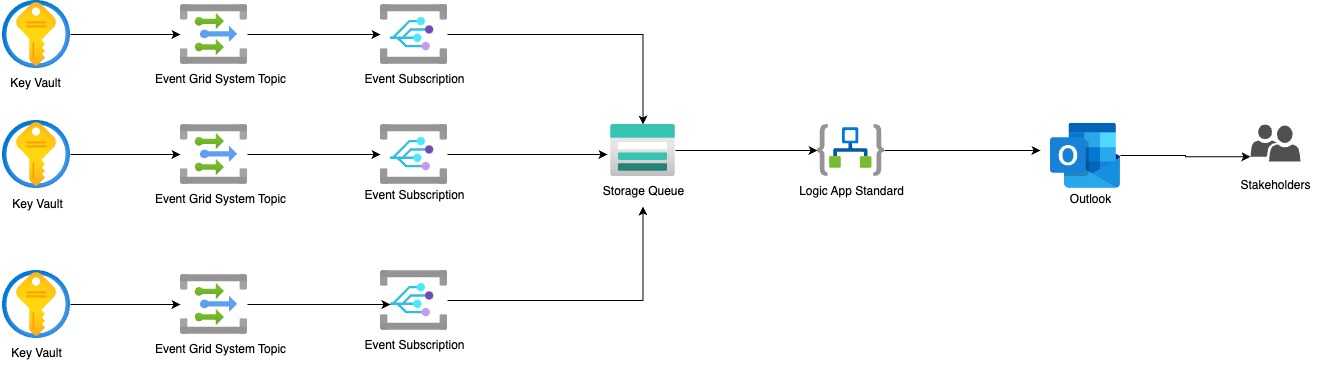 Key Vault
Event Grid System Topic
Event Subscription
Key Vault
Event Grid System Topic
Event Subscription
Storage Queue
Logic App Standard
O
Outlook
Stakeholders
Key Vault
Event Grid System Topic
Event Subscription